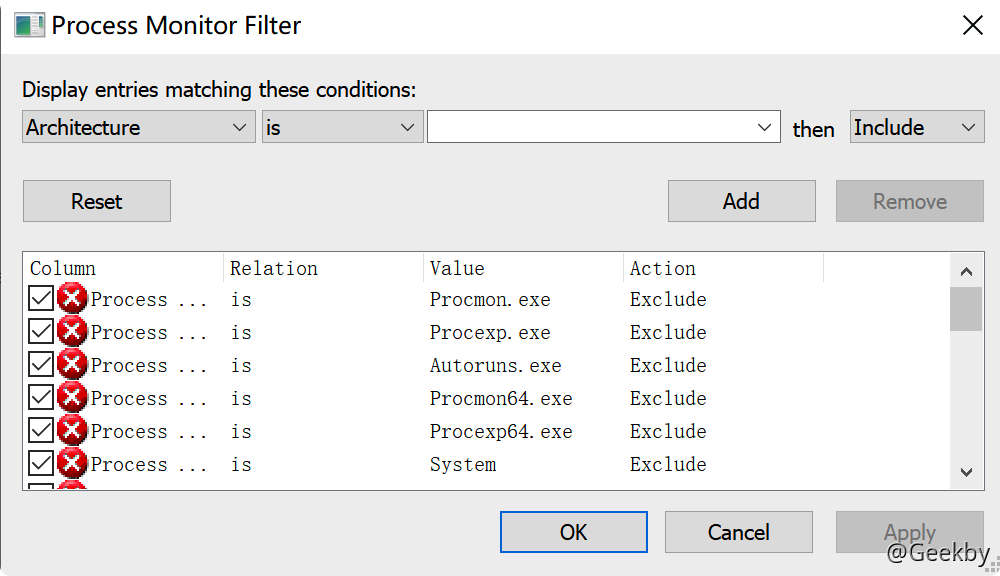 Process Monitor Filter
Display entries matching these conditions:
Architecture is then Include
Reset Add Remove
Column Relation Value Action
Process ... is Procmon.exe Exclude
Process ... is Procexp.exe Exclude
Process ... is Autoruns.exe Exclude
Process ... is Procmon64.exe Exclude
Process ... is Procexp64.exe Exclude
Process ... is System Exclude
OK Cancel Apply
@Geekby